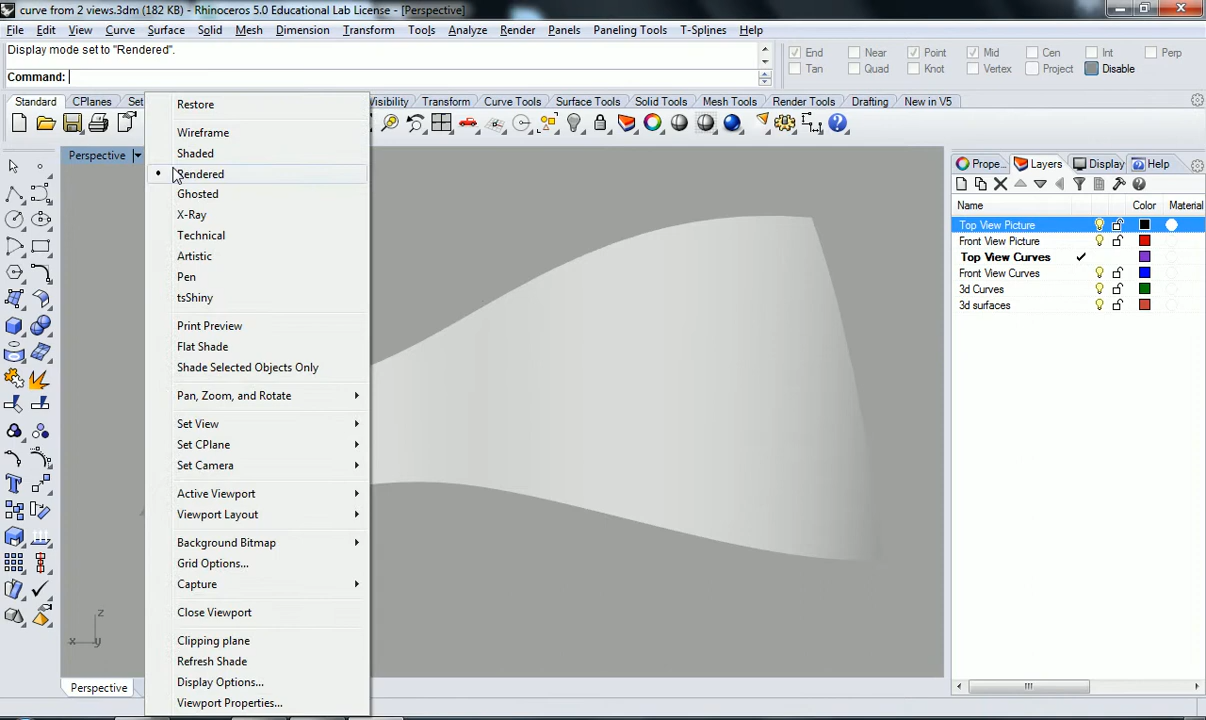 curve from 2 views.3dm (182 KB) - Rhinoceros 5.0 Educational Lab License - [Perspective]
File Edit View Curve Surface Solid Mesh Dimension Transform Tools Analyze Render Panels Paneling Tools T-Splines Help
Display mode set to "Rendered".
Command:
End Near Point Mid Cen Int Perp
Tan Quad Knot Vertex Project Disable
Standard CPlanes Set Visibility Transform Curve Tools Surface Tools Solid Tools Mesh Tools Render Tools Drafting New in V5
Perspective
Restore
Wireframe
Shaded
Rendered
Ghosted
X-Ray
Technical
Artistic
Pen
tsShiny
Print Preview
Flat Shade
Shade Selected Objects Only
Pan, Zoom, and Rotate
Set View
Set CPlane
Set Camera
Active Viewport
Viewport Layout
Background Bitmap
Grid Options...
Capture
Close Viewport
Clipping plane
Refresh Shade
Display Options...
Viewport Properties...
z
x y
Perspective
Prope... Layers Display Help
Name Color Material
Top View Picture
Front View Picture
Top View Curves
Front View Curves
3d Curves
3d surfaces